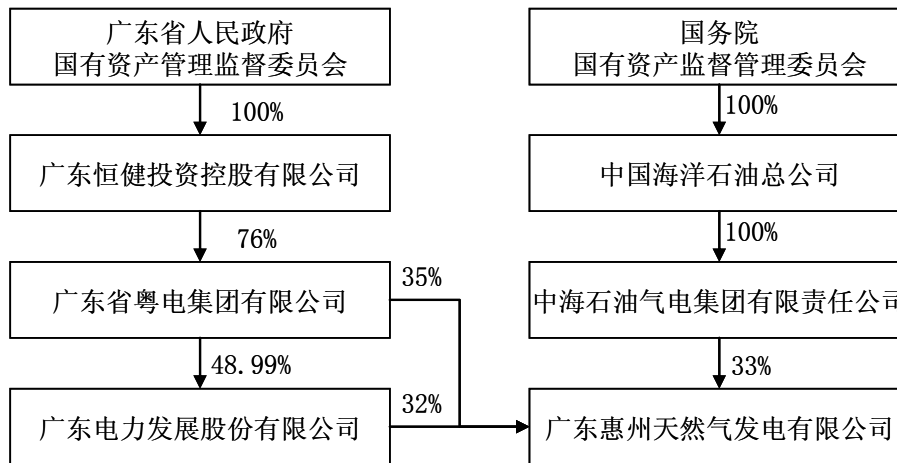 广东省人民政府
国有资产管理监督委员会
国务院
国有资产监督管理委员会
100%
100%
广东恒健投资控股有限公司
中国海洋石油总公司
76%
100%
广东省粤电集团有限公司
35%
中海石油气电集团有限责任公司
48.99%
33%
广东电力发展股份有限公司
32%
广东惠州天然气发电有限公司